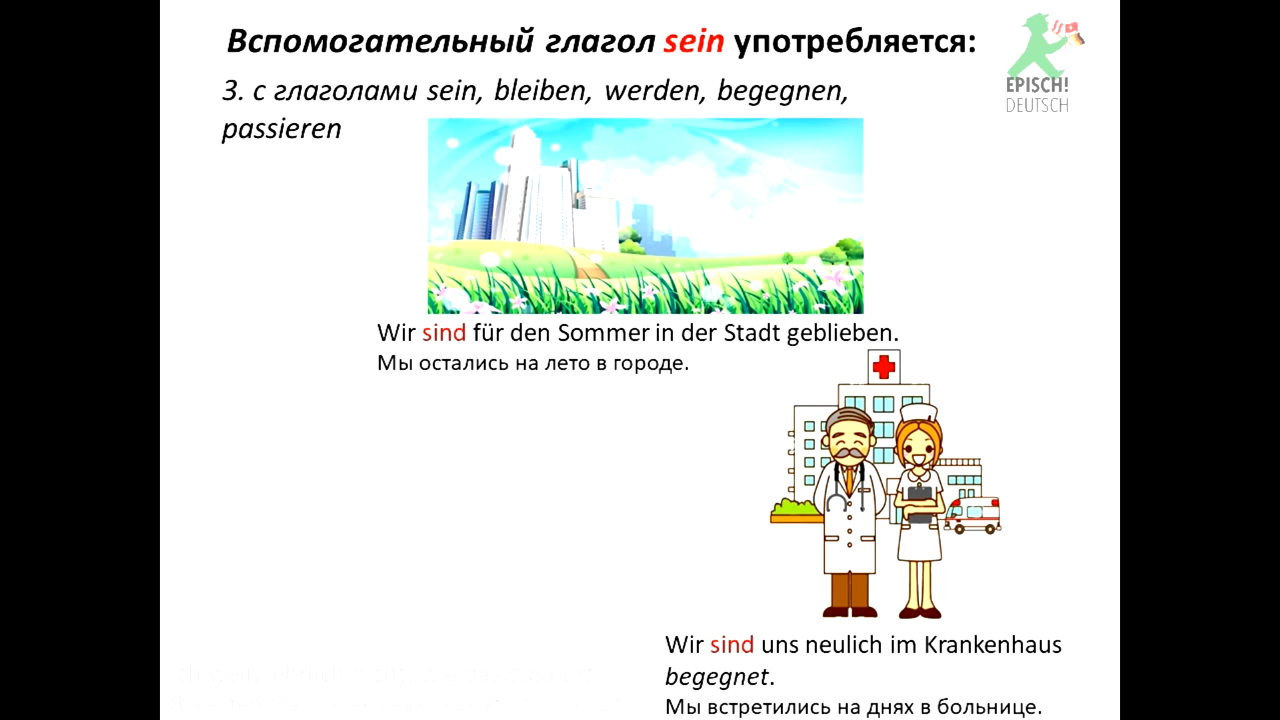 Вспомогательный глагол sein употребляется:
3. с глаголами sein, bleiben, werden, begegnen,
passieren
EPISCH!
DEUTSCH
Wir sind für den Sommer in der Stadt geblieben.
Мы остались на лето в городе.
Wir sind uns neulich im Krankenhaus
begegnet.
Мы встретились на днях в больнице.